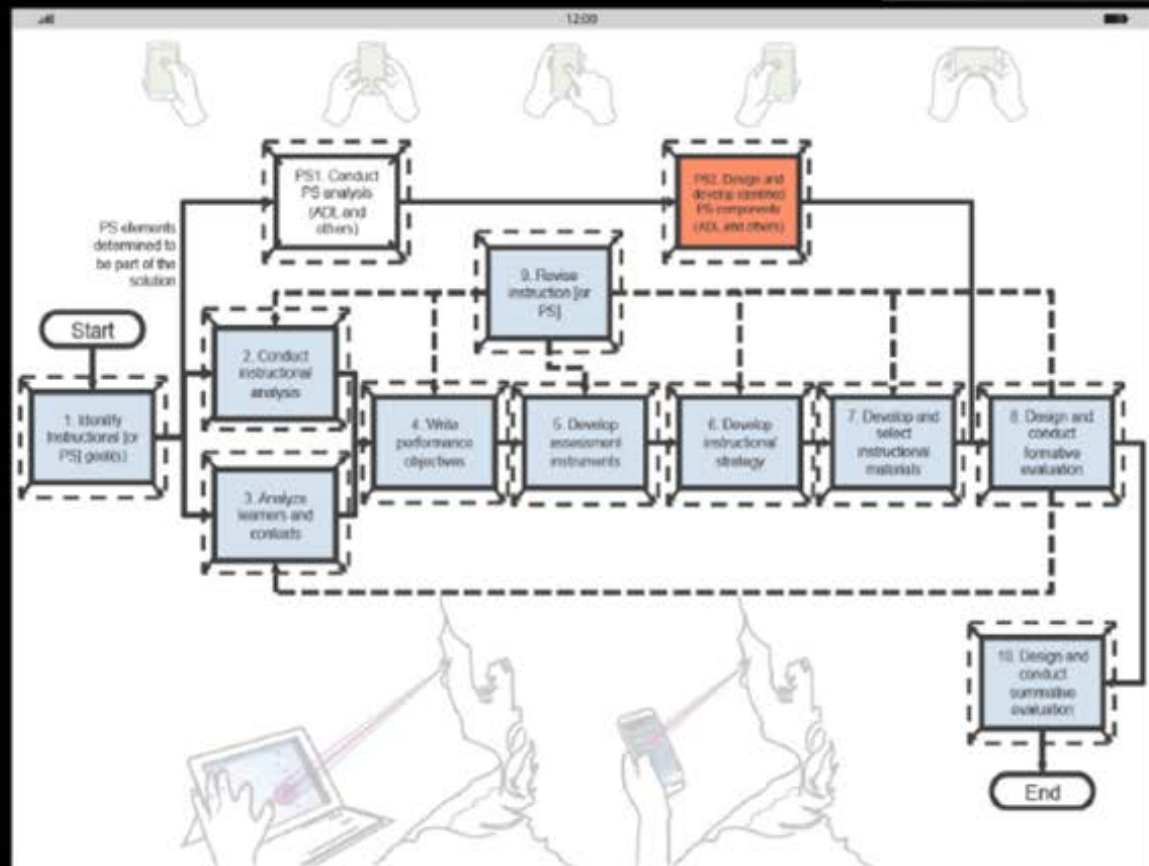 12:00
PS1. Conduct
PS analysis
(ADL and
others)
PS2. Design and
develop identified
PS components
(ADL and others)
PS elements
determined to
be part of the
solution
9. Revise
instruction [or
PS]
Start
2. Conduct
instructional
analysis
1. Identify
Instructional [or
PS] goal(s)
4. Write
performance
objectives
5. Develop
assessment
instruments
6. Develop
instructional
strategy
7. Develop and
select
instructional
materials
8. Design and
conduct
formative
evaluation
3. Analyze
learners and
contexts
10. Design and
conduct
summative
evaluation
End